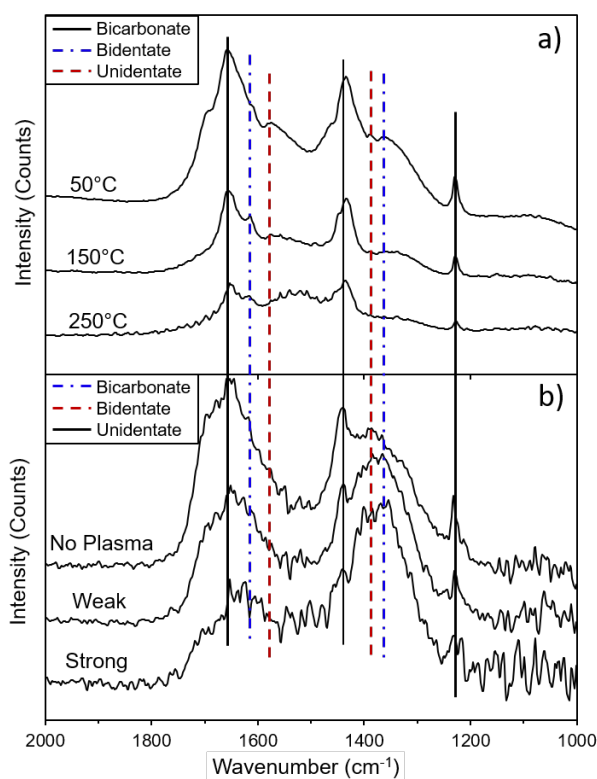 Bicarbonate
Bidentate
Unidentate
a)
50°C
150°C
250°C
Intensity (Counts)
Bicarbonate
Bidentate
Unidentate
b)
No Plasma
Weak
Strong
Intensity (Counts)
2000 1800 1600 1400 1200 1000
Wavenumber (cm⁻¹)